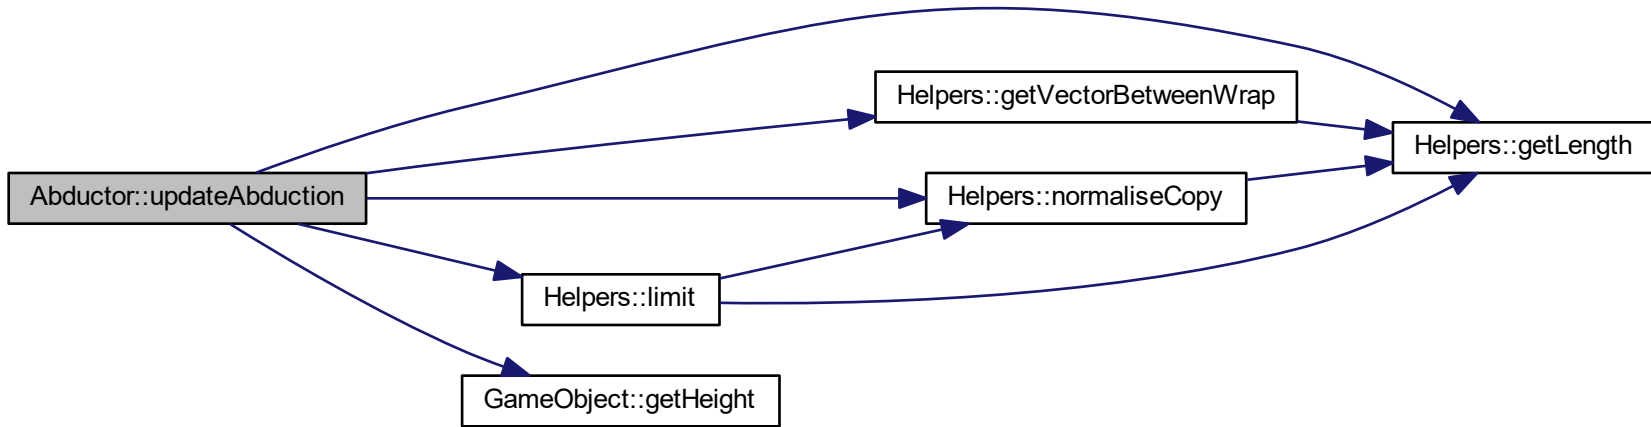 Helpers::getVectorBetweenWrap
Helpers::getLength
Abductor::updateAbduction
Helpers::normaliseCopy
Helpers::limit
GameObject::getHeight